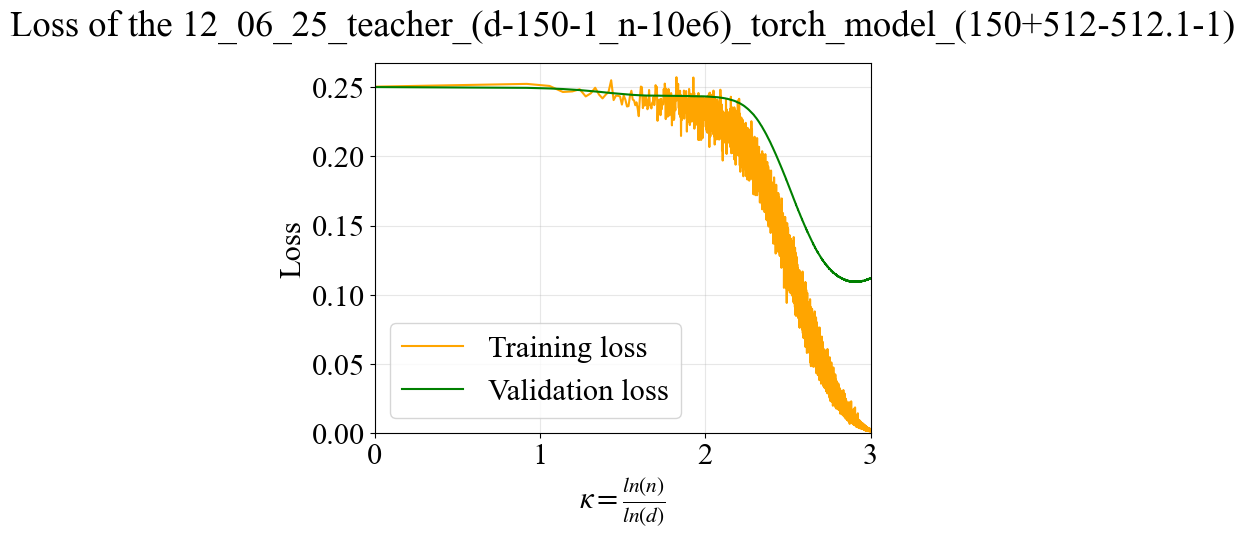 Loss of the 12_06_25_teacher_(d-150-1_n-10e6)_torch_model_(150+512-512.1-1)
0.25
0.20
0.15
0.10
0.05
0.00
Loss
Training loss
Validation loss
0 1 2 3
κ = ln(n)/ln(d)